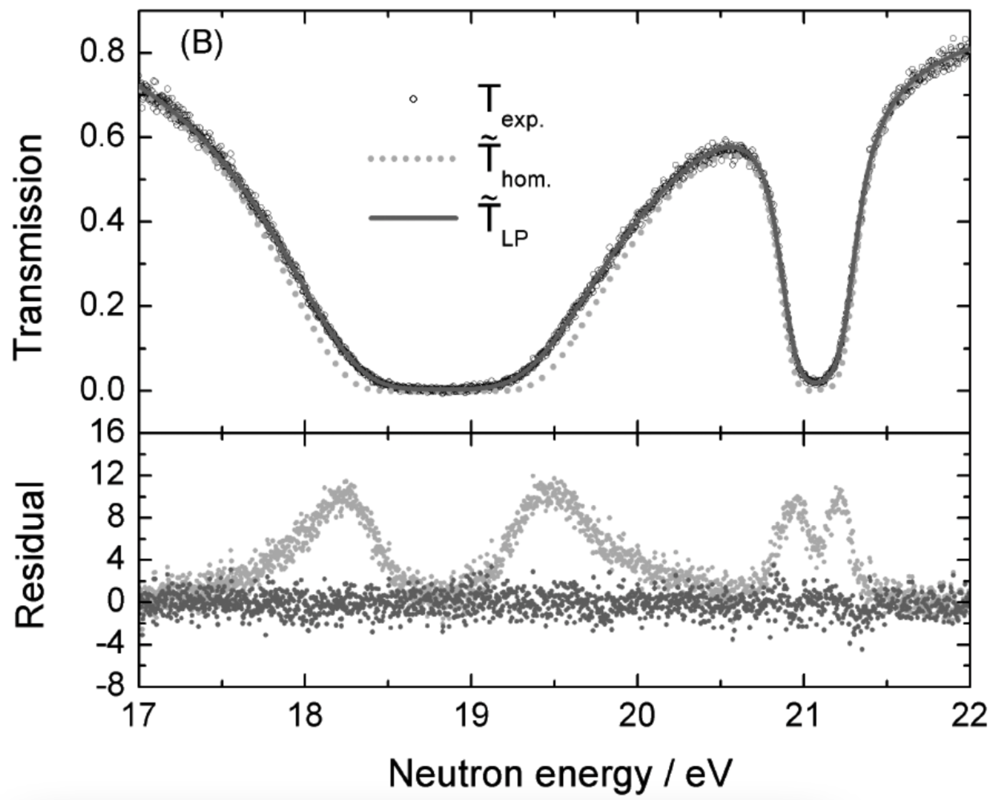 (B)
0.8
0.6
0.4
0.2
0.0
Transmission
T exp.
T̃ hom.
T̃ LP
16
12
8
4
0
-4
-8
Residual
17 18 19 20 21 22
Neutron energy / eV